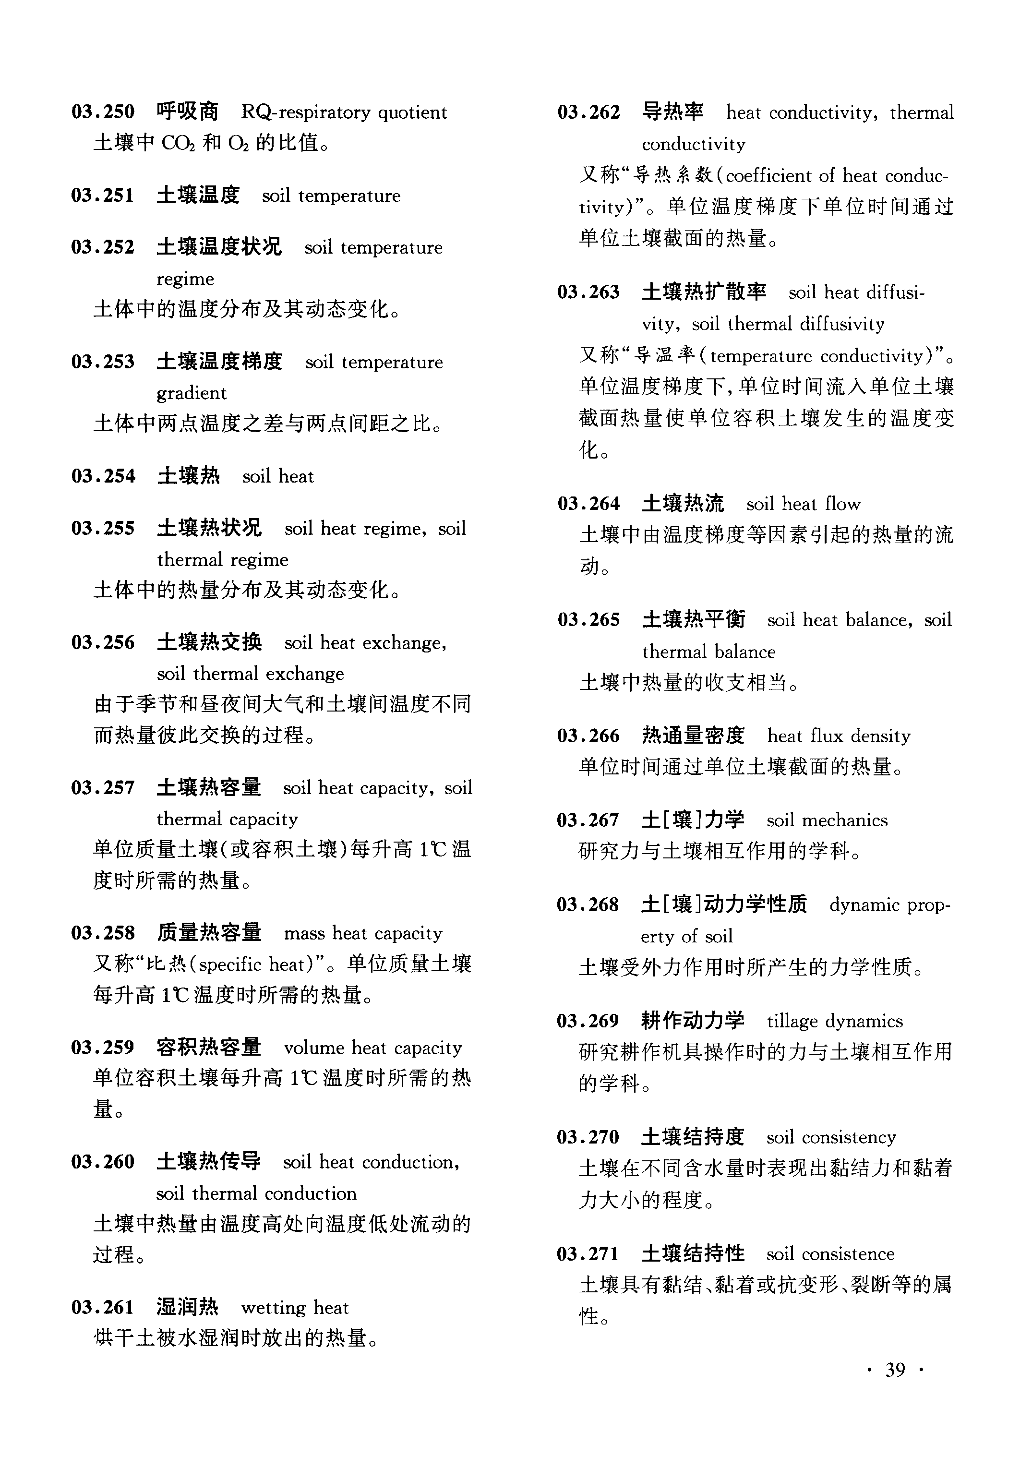 03.250 呼吸商 RQ-respiratory quotient
土壤中 CO₂ 和 O₂ 的比值。
03.251 土壤温度 soil temperature
03.252 土壤温度状况 soil temperature
regime
土体中的温度分布及其动态变化。
03.253 土壤温度梯度 soil temperature
gradient
土体中两点温度之差与两点间距之比。
03.254 土壤热 soil heat
03.255 土壤热状况 soil heat regime, soil
thermal regime
土体中的热量分布及其动态变化。
03.256 土壤热交换 soil heat exchange,
soil thermal exchange
由于季节和昼夜间大气和土壤间温度不同
而热量彼此交换的过程。
03.257 土壤热容量 soil heat capacity, soil
thermal capacity
单位质量土壤(或容积土壤)每升高 1℃ 温
度时所需的热量。
03.258 质量热容量 mass heat capacity
又称“比热(specific heat)”。单位质量土壤
每升高 1℃ 温度时所需的热量。
03.259 容积热容量 volume heat capacity
单位容积土壤每升高 1℃ 温度时所需的热
量。
03.260 土壤热传导 soil heat conduction,
soil thermal conduction
土壤中热量由温度高处向温度低处流动的
过程。
03.261 湿润热 wetting heat
烘干土被水湿润时放出的热量。
03.262 导热率 heat conductivity, thermal
conductivity
又称“导热系数(coefficient of heat conduc-
tivity)”。单位温度梯度下单位时间通过
单位土壤截面的热量。
03.263 土壤热扩散率 soil heat diffusi-
vity, soil thermal diffusivity
又称“导温率(temperature conductivity)”。
单位温度梯度下,单位时间流入单位土壤
截面热量使单位容积土壤发生的温度变
化。
03.264 土壤热流 soil heat flow
土壤中由温度梯度等因素引起的热量的流
动。
03.265 土壤热平衡 soil heat balance, soil
thermal balance
土壤中热量的收支相当。
03.266 热通量密度 heat flux density
单位时间通过单位土壤截面的热量。
03.267 土[壤]力学 soil mechanics
研究力与土壤相互作用的学科。
03.268 土[壤]动力学性质 dynamic prop-
erty of soil
土壤受外力作用时所产生的力学性质。
03.269 耕作动力学 tillage dynamics
研究耕作机具操作时的力与土壤相互作用
的学科。
03.270 土壤结持度 soil consistency
土壤在不同含水量时表现出黏结力和黏着
力大小的程度。
03.271 土壤结持性 soil consistence
土壤具有黏结、黏着或抗变形、裂断等的属
性。
· 39 ·